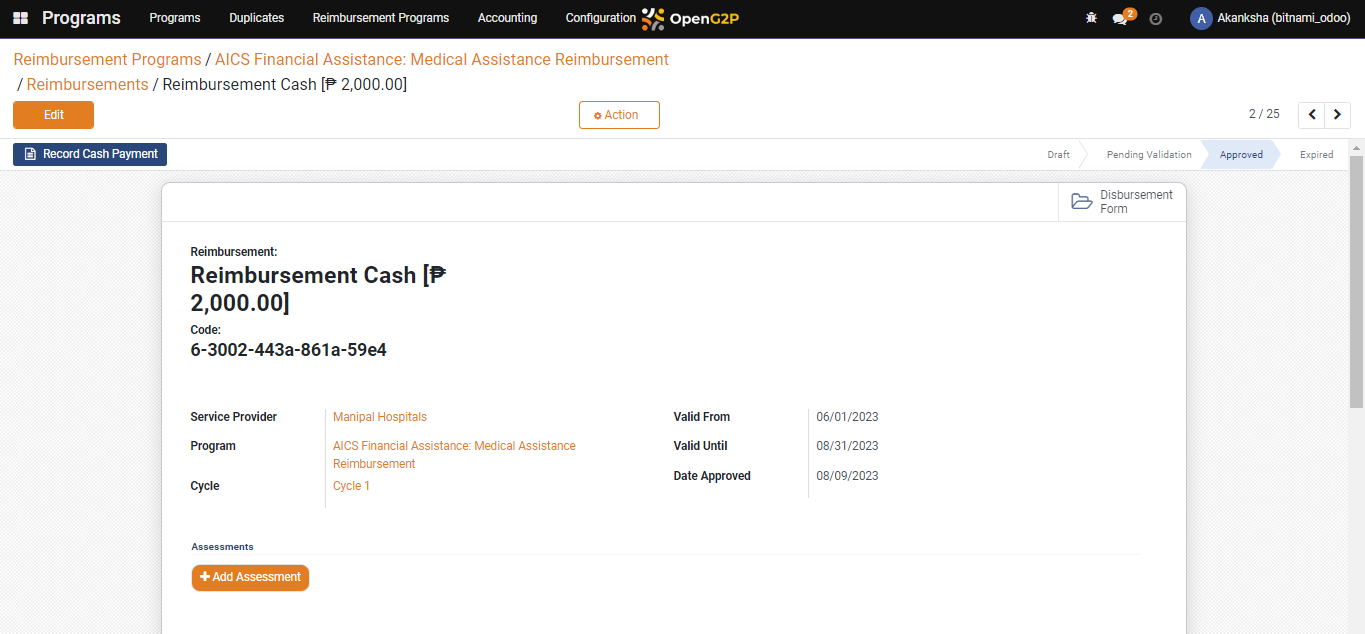 Programs Programs Duplicates Reimbursement Programs Accounting Configuration OpenG2P 2 A Akanksha (bitnami_odoo)
Reimbursement Programs / AICS Financial Assistance: Medical Assistance Reimbursement
/ Reimbursements / Reimbursement Cash [₱ 2,000.00]
Edit Action 2 / 25
Record Cash Payment Draft Pending Validation Approved Expired
Disbursement
Form
Reimbursement:
Reimbursement Cash [₱
2,000.00]
Code:
6-3002-443a-861a-59e4
Service Provider Manipal Hospitals Valid From 06/01/2023
Program AICS Financial Assistance: Medical Assistance Valid Until 08/31/2023
Reimbursement
Date Approved 08/09/2023
Cycle Cycle 1
Assessments
+ Add Assessment